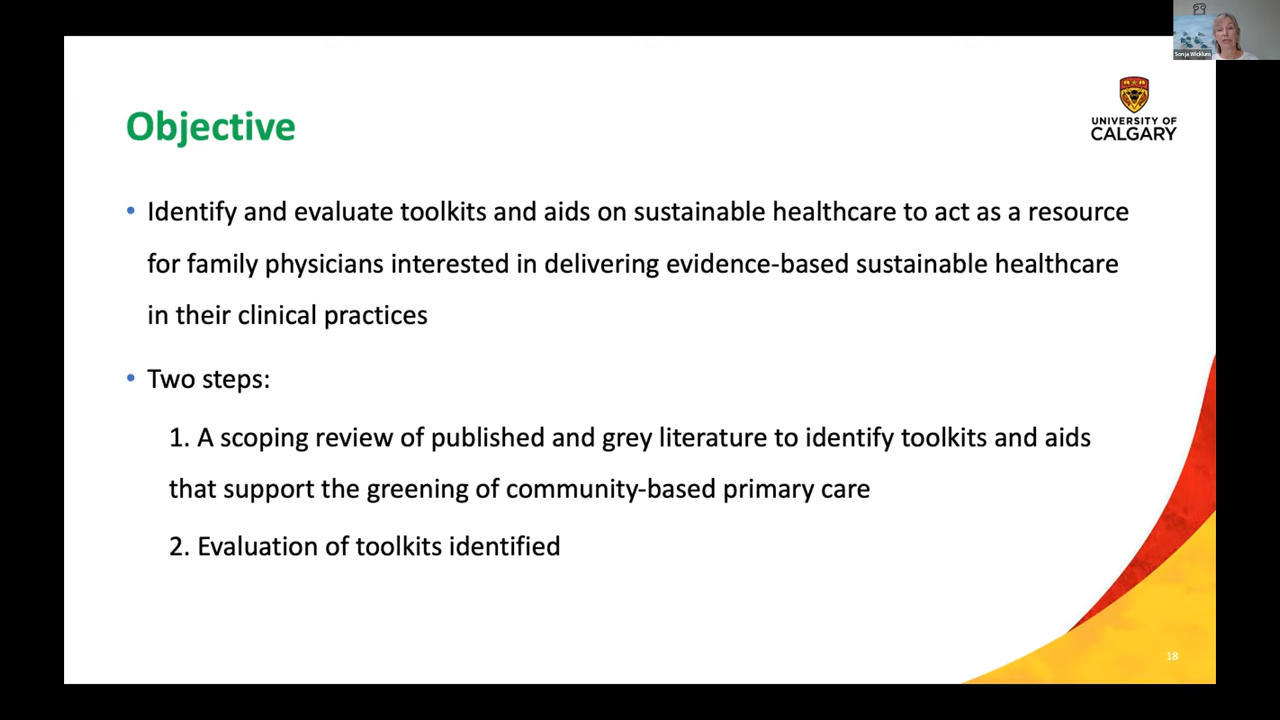 Sonja Wicklum
UNIVERSITY OF
CALGARY
Objective
• Identify and evaluate toolkits and aids on sustainable healthcare to act as a resource
for family physicians interested in delivering evidence-based sustainable healthcare
in their clinical practices
• Two steps:
1. A scoping review of published and grey literature to identify toolkits and aids
that support the greening of community-based primary care
2. Evaluation of toolkits identified
18